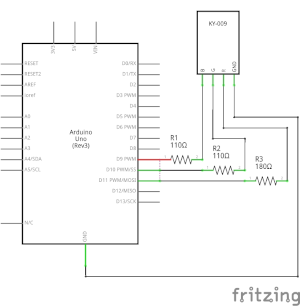 KY-009
B
G
R
GND
3V3
5V
VIN
RESET
RESET2
AREF
ioref
A0
A1
A2
A3
A4/SDA
A5/SCL
N/C
Arduino
Uno
(Rev3)
D0/RX
D1/TX
D2
D3 PWM
D4
D5 PWM
D6 PWM
D7
D8
D9 PWM
D10 PWM/SS
D11 PWM/MOSI
D12/MISO
D13/SCK
GND
R1
110Ω
R2
110Ω
R3
180Ω
fritzing